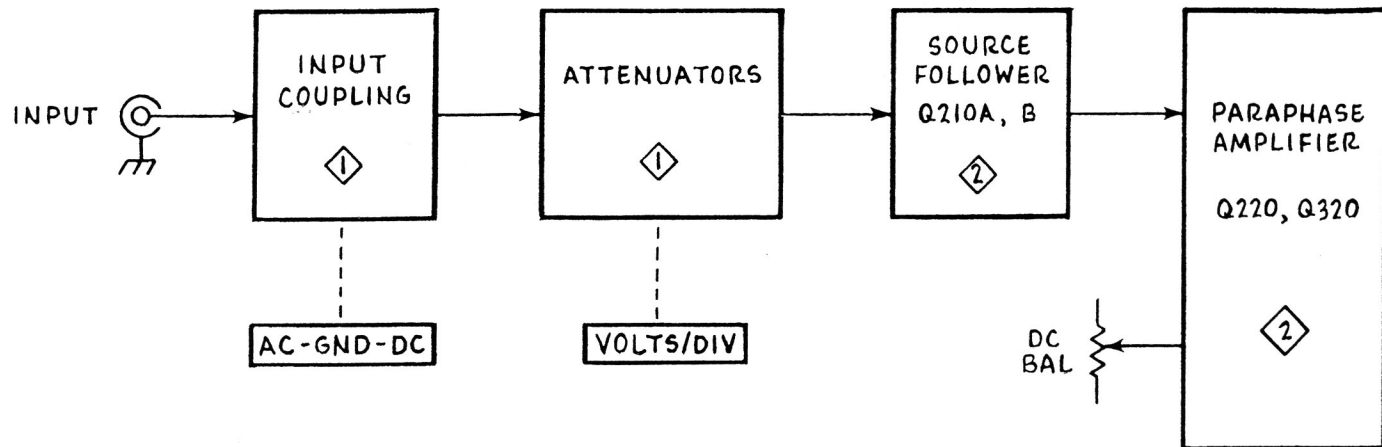 INPUT
INPUT
COUPLING
1
AC-GND-DC
ATTENUATORS
1
VOLTS/DIV
SOURCE
FOLLOWER
Q210A, B
2
PARAPHASE
AMPLIFIER
Q220, Q320
2
DC
BAL